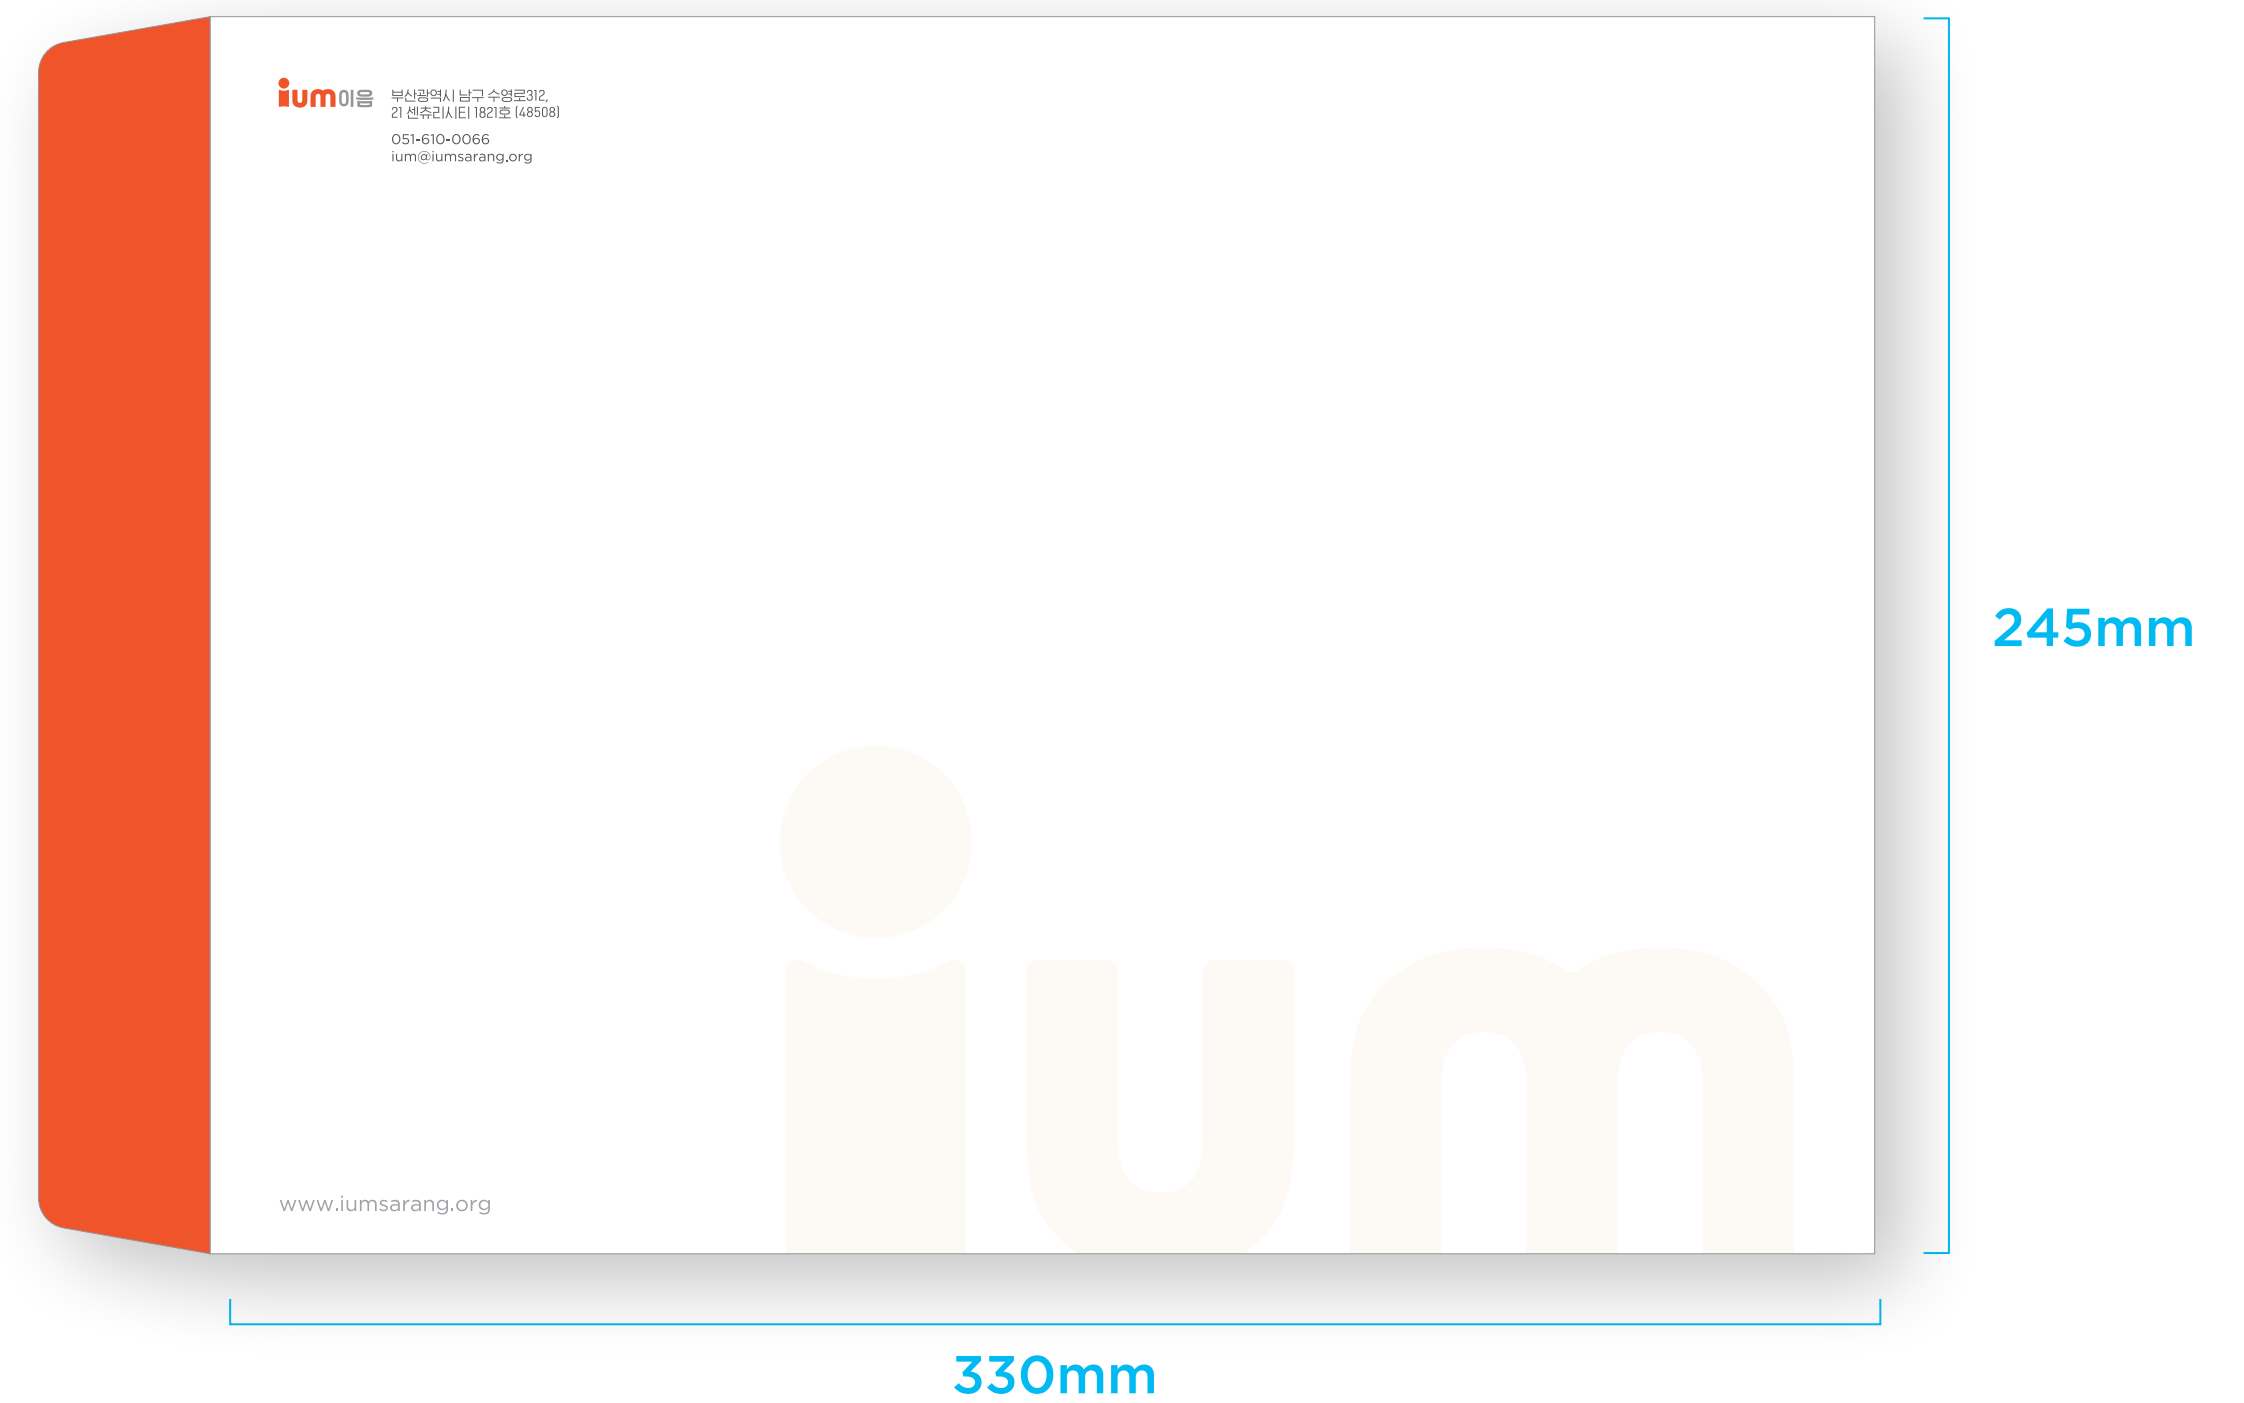 ium이음
부산광역시 남구 수영로312,
21 센츄리시티 1821호 (48508)
051-610-0066
ium@iumsarang.org
245mm
ium
www.iumsarang.org
330mm